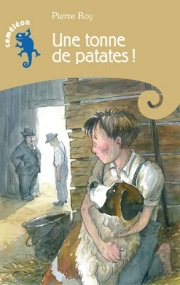 Pierre Roy
caméléon
Une tonne
de patates !